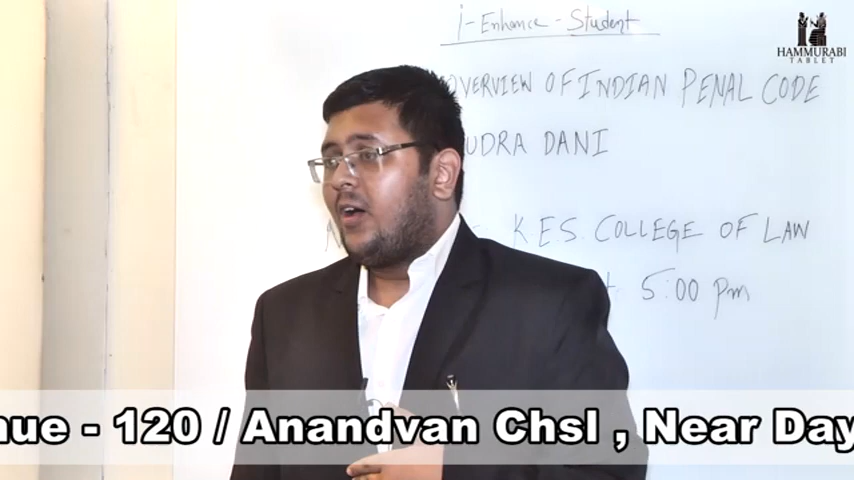 i-Enhance-Student
OVERVIEW OF INDIAN PENAL CODE
UDRA DANI
K.E.S. COLLEGE OF LAW
5:00 pm
HAMMURABI
TABLET
nue - 120 / Anandvan Chsl , Near Day